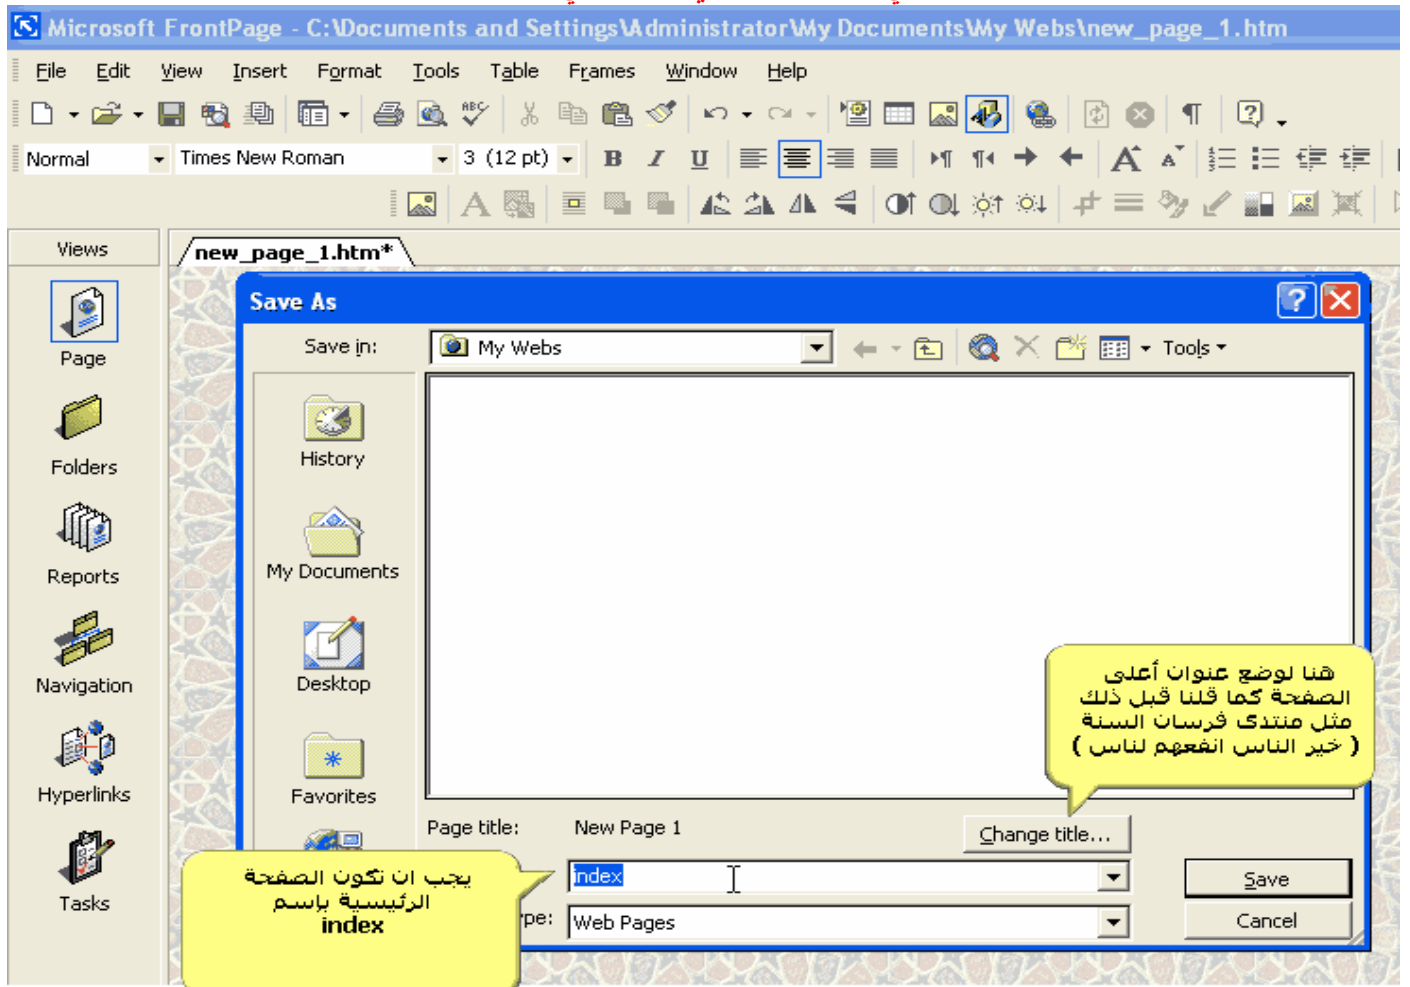 Microsoft FrontPage - C:\Documents and Settings\Administrator\My Documents\My Webs\new_page_1.htm
File Edit View Insert Format Tools Table Frames Window Help
Normal Times New Roman 3 (12 pt) B I U
Views
new_page_1.htm*
Save As
Save in: My Webs Tools
Page
History
Folders
My Documents
Reports
Desktop
Navigation
هنا لوضع عنوان أعلى
الصفحة كما قلنا قبل ذلك
مثل منتدى فرسان السنة
( خير الناس انفعهم لناس )
Favorites
Hyperlinks
Page title: New Page 1 Change title...
يجب ان تكون الصفحة
الرئيسية بإسم
index
index
Save
Tasks
Web Pages
Cancel